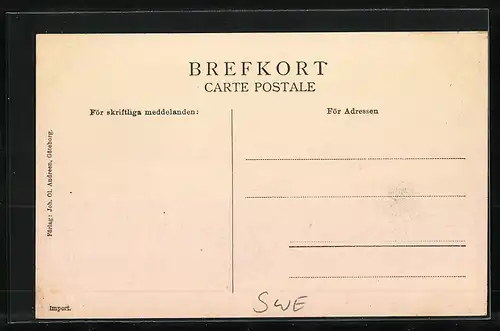 BREFKORT
CARTE POSTALE
För skriftliga meddelanden:
För Adressen
Förlag: Joh. Ol. Andreen, Göteborg.
Import.
SWE